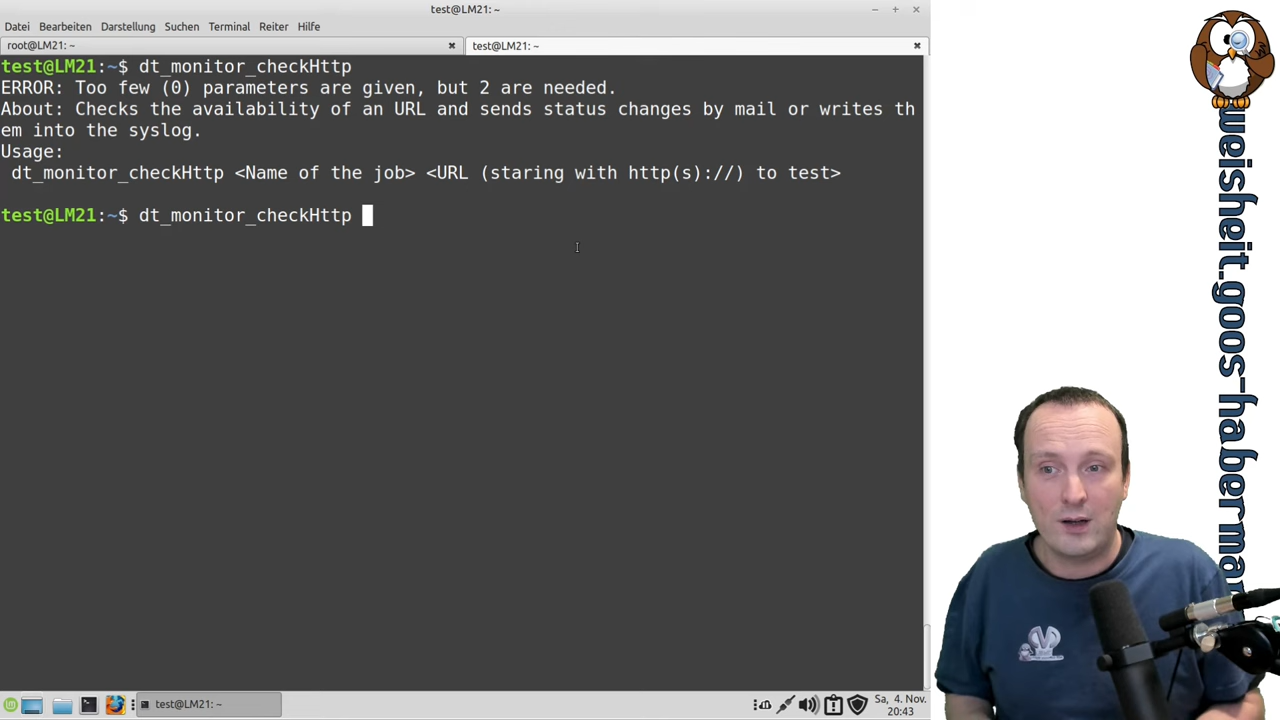 test@LM21: ~
Datei Bearbeiten Darstellung Suchen Terminal Reiter Hilfe
root@LM21: ~
test@LM21: ~
test@LM21:~$ dt_monitor_checkHttp
ERROR: Too few (0) parameters are given, but 2 are needed.
About: Checks the availability of an URL and sends status changes by mail or writes th
em into the syslog.
Usage:
dt_monitor_checkHttp <Name of the job> <URL (staring with http(s)://) to test>
test@LM21:~$ dt_monitor_checkHttp
test@LM21: ~
Sa, 4. Nov.
20:43
weisheit.goos-haberma